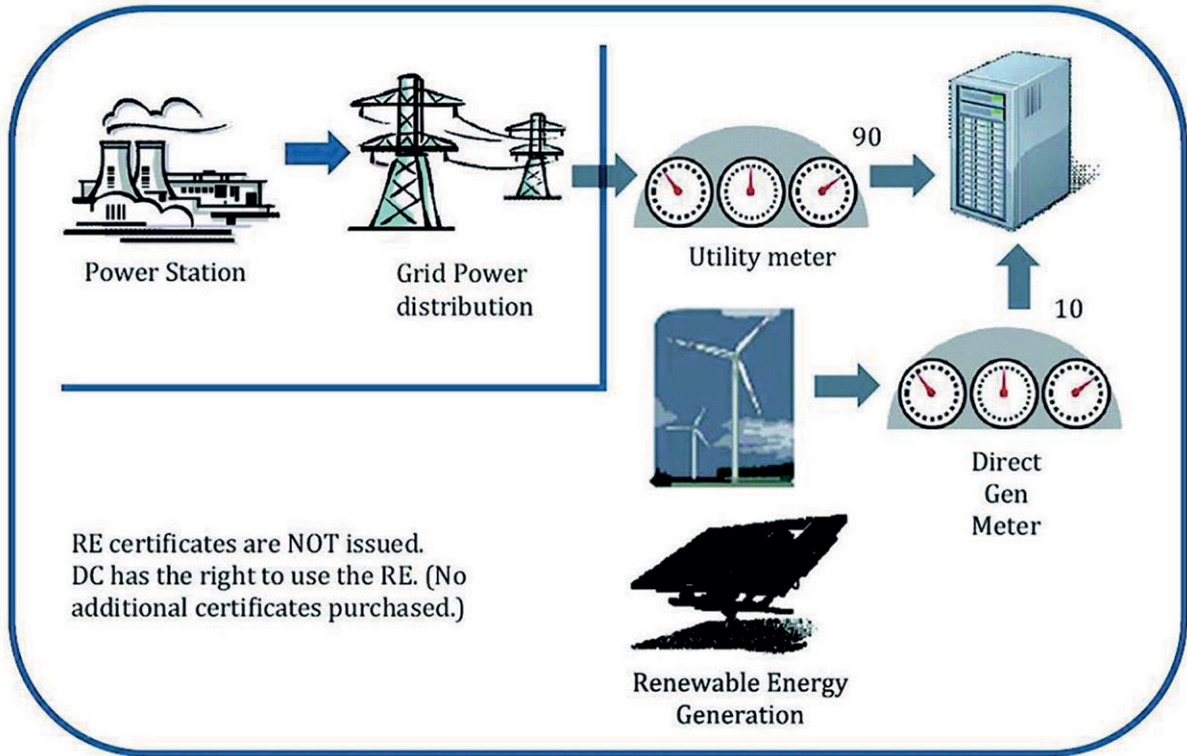 Power Station
Grid Power
distribution
90
Utility meter
10
Direct
Gen
Meter
RE certificates are NOT issued.
DC has the right to use the RE. (No
additional certificates purchased.)
Renewable Energy
Generation